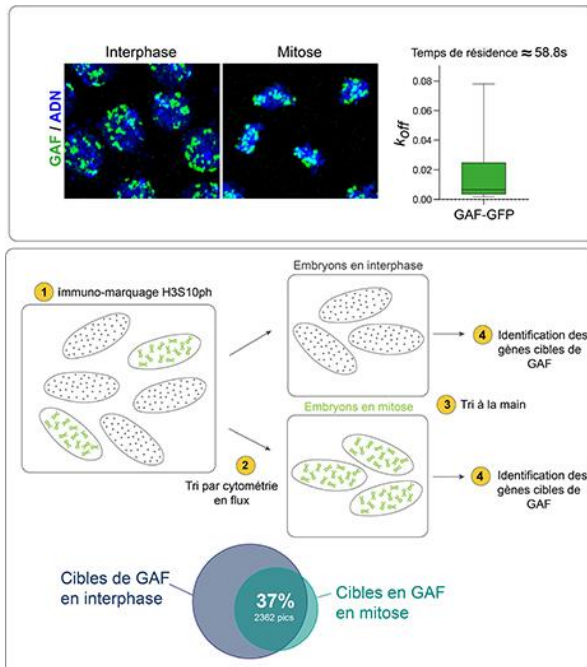 Interphase
Mitose
GAF / ADN
Temps de résidence ≈ 58.8s
koff
0.08
0.06
0.04
0.02
0.00
GAF-GFP
1 immuno-marquage H3S10ph
Embryons en interphase
4 Identification des
gènes cibles de
GAF
3 Tri à la main
Embryons en mitose
2
Tri par cytométrie
en flux
4 Identification des
gènes cibles de
GAF
Cibles de GAF
en interphase
37%
2362 pics
Cibles en GAF
en mitose